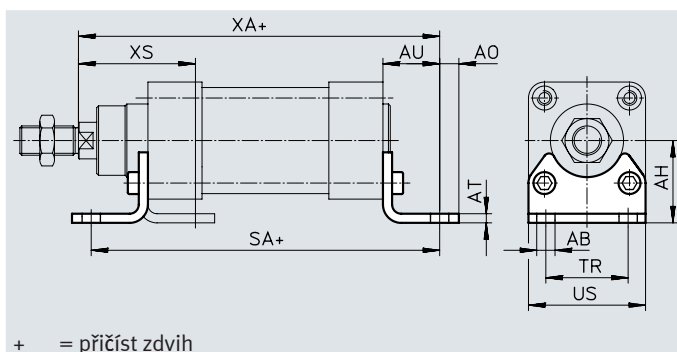 XA+
XS
AU
AO
AH
AT
SA+
AB
TR
US
+ = přičíst zdvih